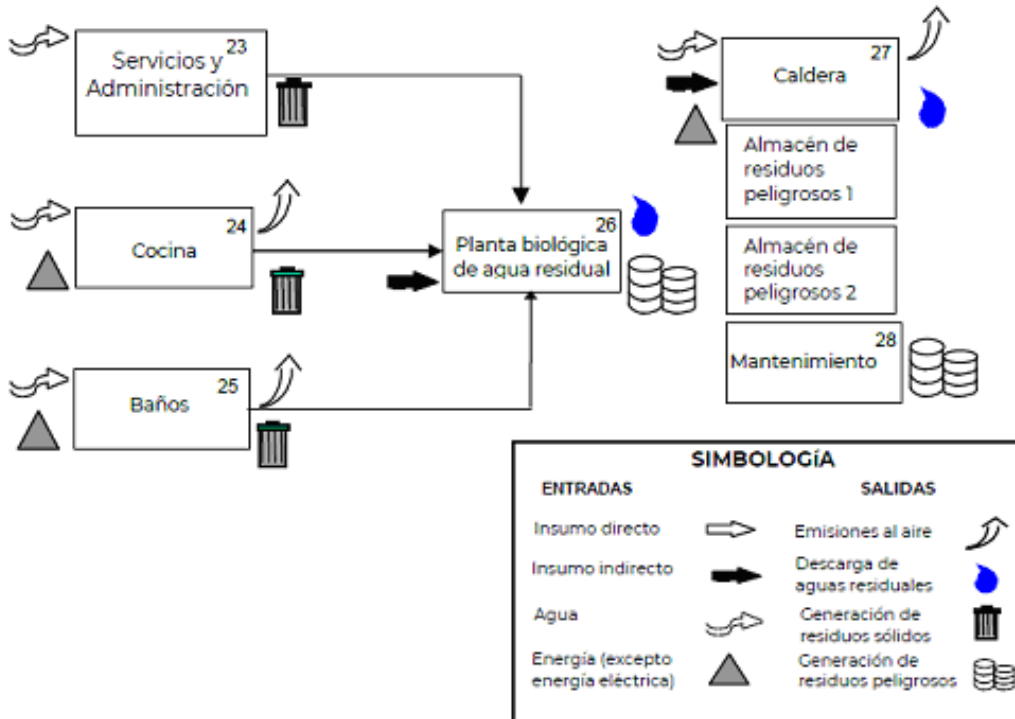 23
Servicios y
Administración
24
Cocina
25
Baños
26
Planta biológica
de agua residual
27
Caldera
Almacén de
residuos
peligrosos 1
Almacén de
residuos
peligrosos 2
28
Mantenimiento
SIMBOLOGíA
ENTRADAS
SALIDAS
Insumo directo
Emisiones al aire
Insumo indirecto
Descarga de
aguas residuales
Agua
Generación de
residuos sólidos
Energía (excepto
energía eléctrica)
Generación de
residuos peligrosos